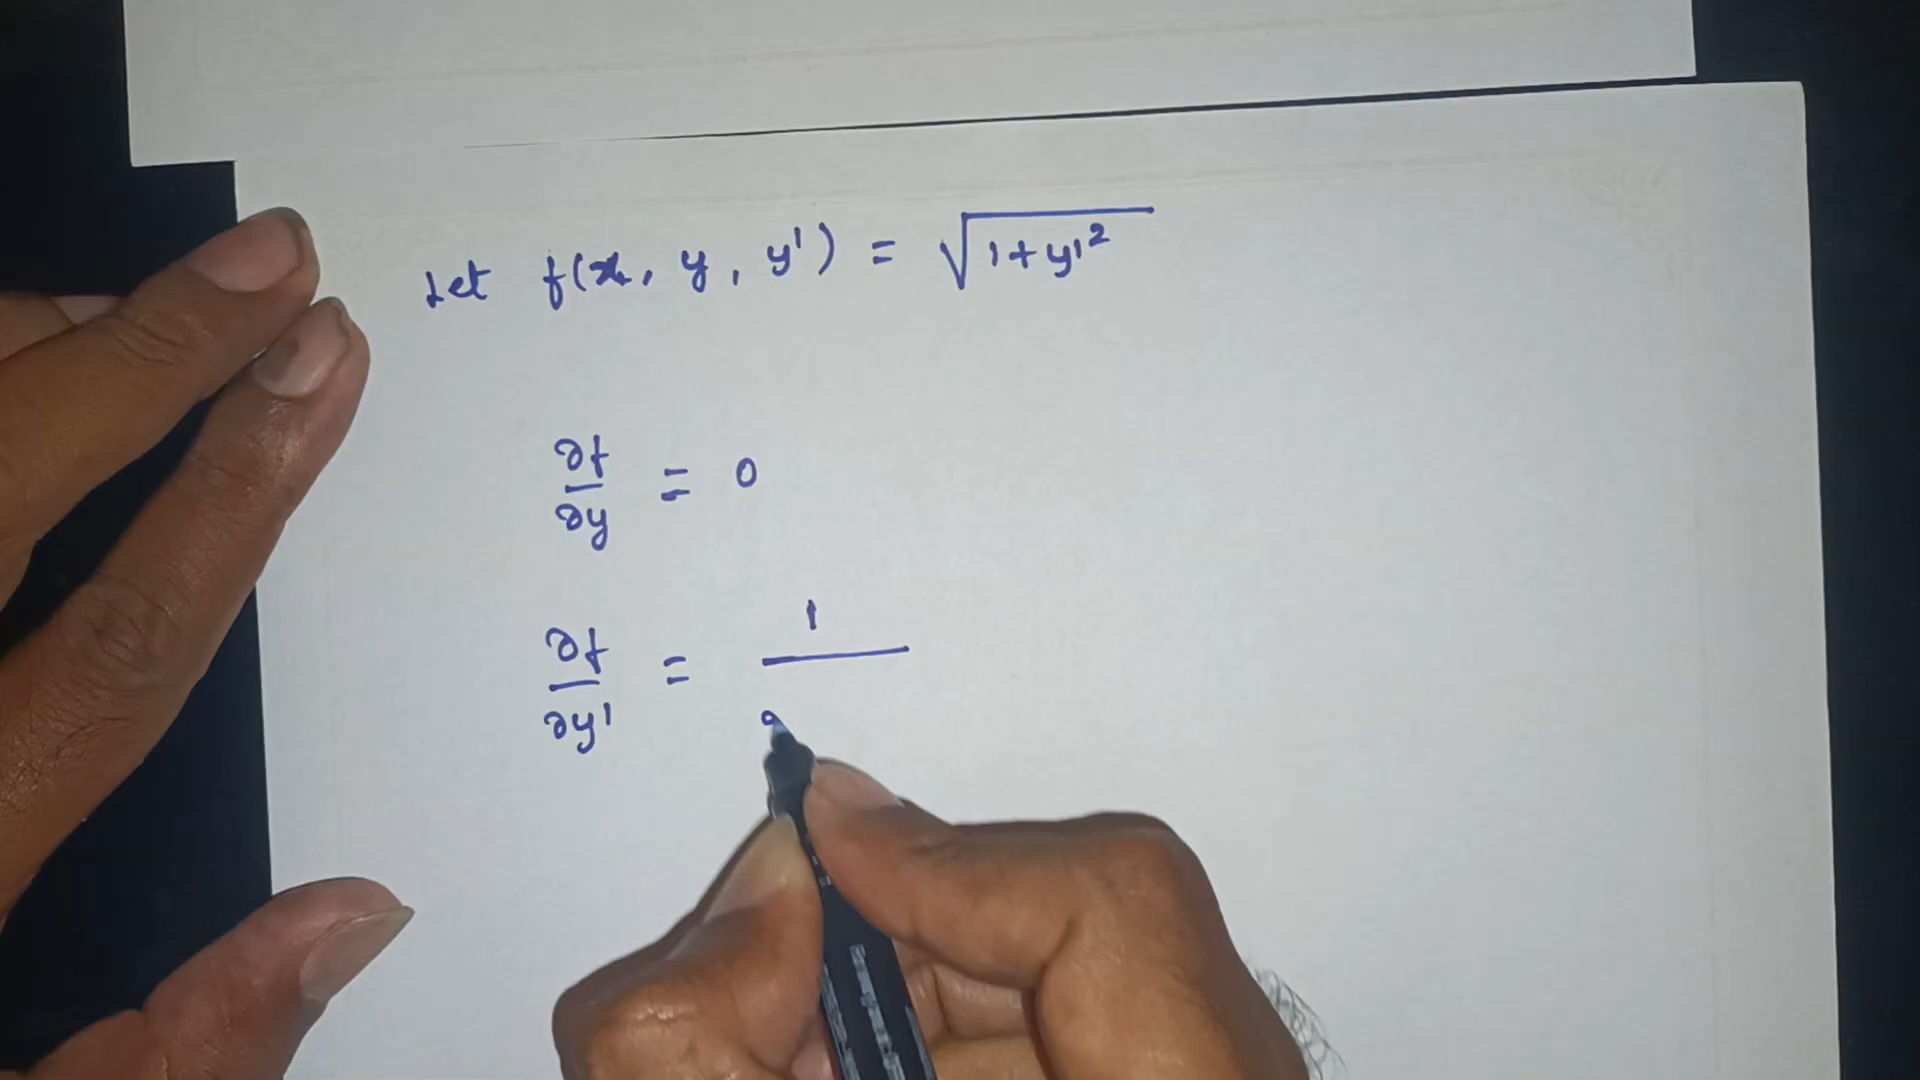 Let f(x, y, y') = √(1+y'²)
∂f/∂y = 0
∂f/∂y' = 1/